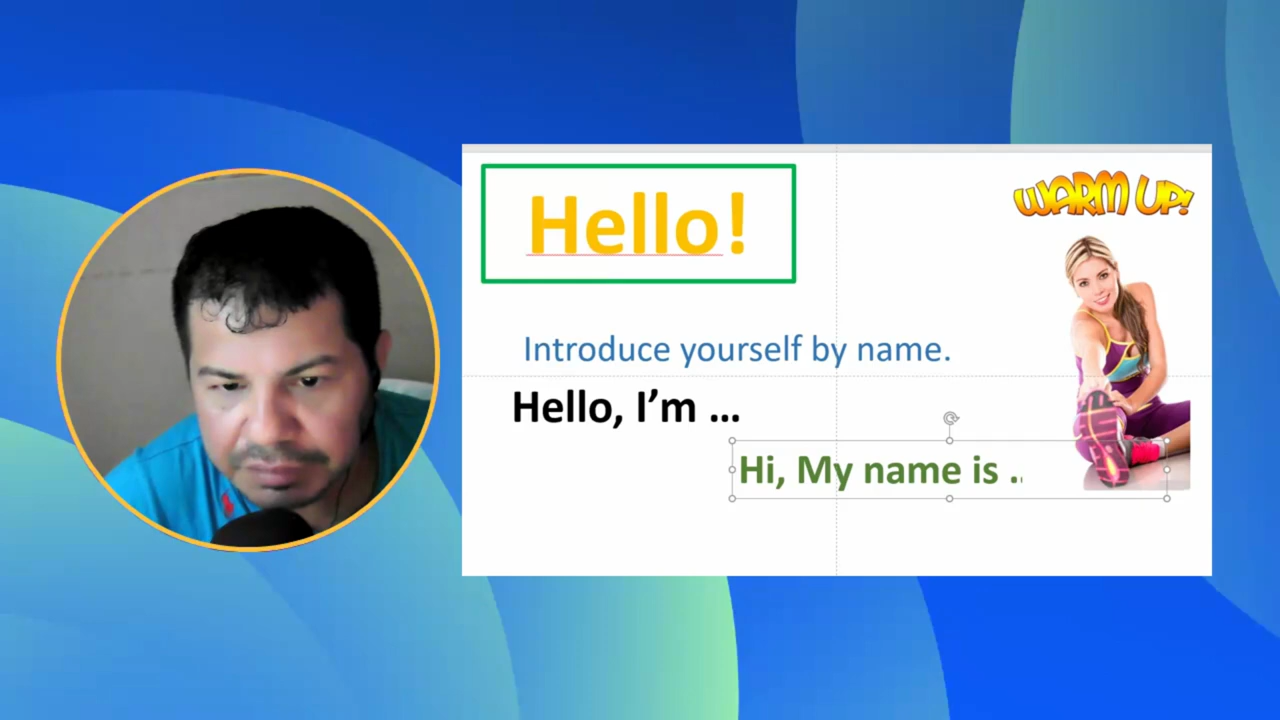 Hello!
WARM UP!
Introduce yourself by name.
Hello, I’m ...
Hi, My name is ..